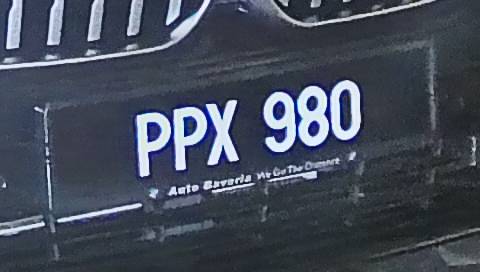 PPX 980
Auto Bavaria We Go The Distance